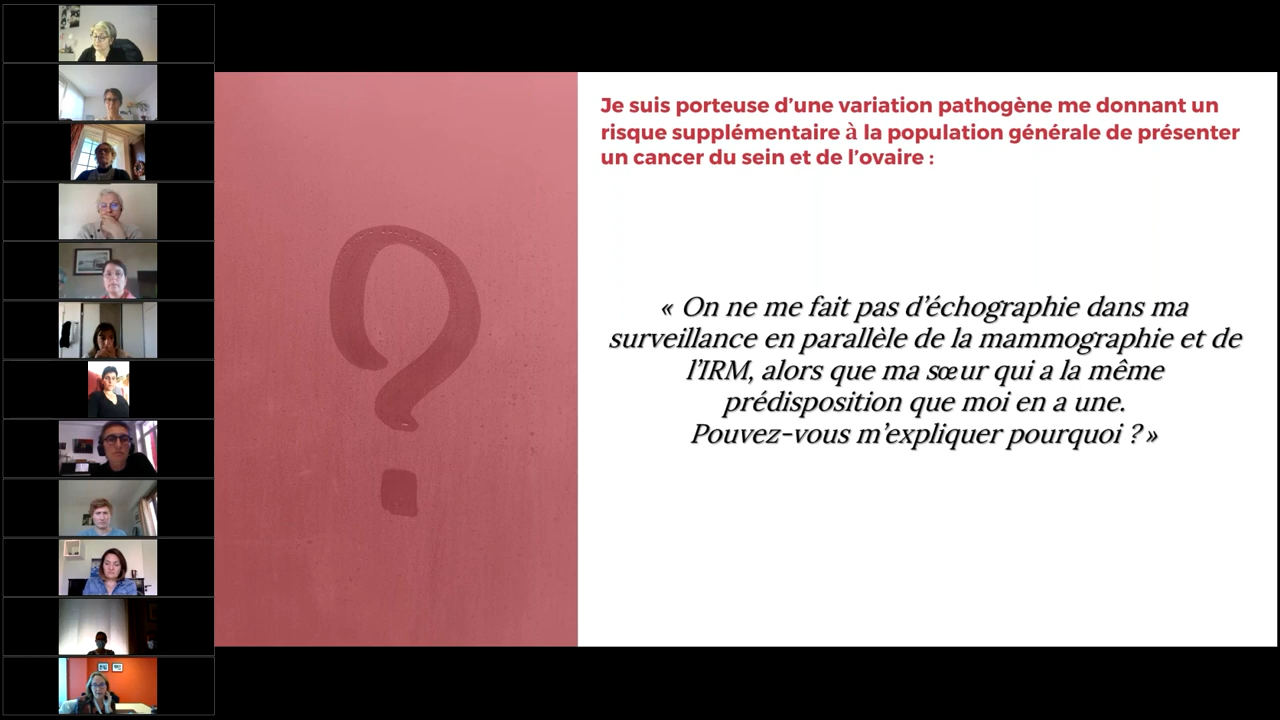 Je suis porteuse d’une variation pathogène me donnant un
risque supplémentaire à la population générale de présenter
un cancer du sein et de l’ovaire :
« On ne me fait pas d’échographie dans ma
surveillance en parallèle de la mammographie et de
l’IRM, alors que ma sœur qui a la même
prédisposition que moi en a une.
Pouvez-vous m’expliquer pourquoi ? »